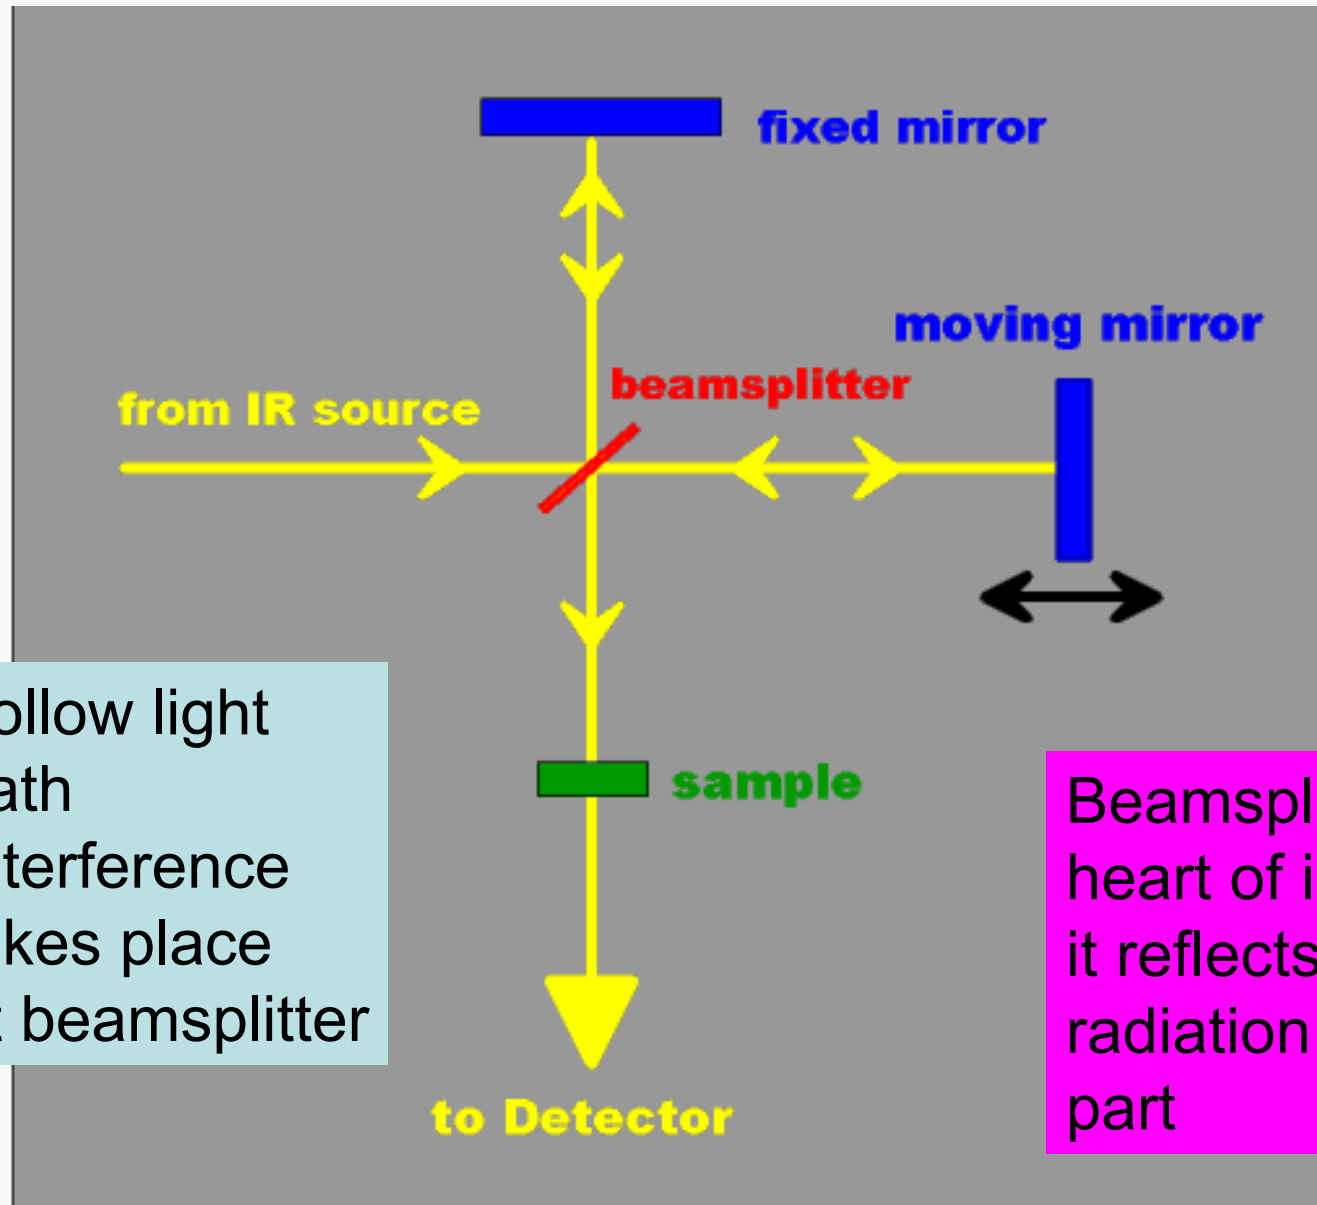 fixed mirror
moving mirror
beamsplitter
from IR source
ollow light
ath
terference
kes place
t beamsplitter
sample
Beamspl
heart of i
it reflects
radiation
part
to Detector